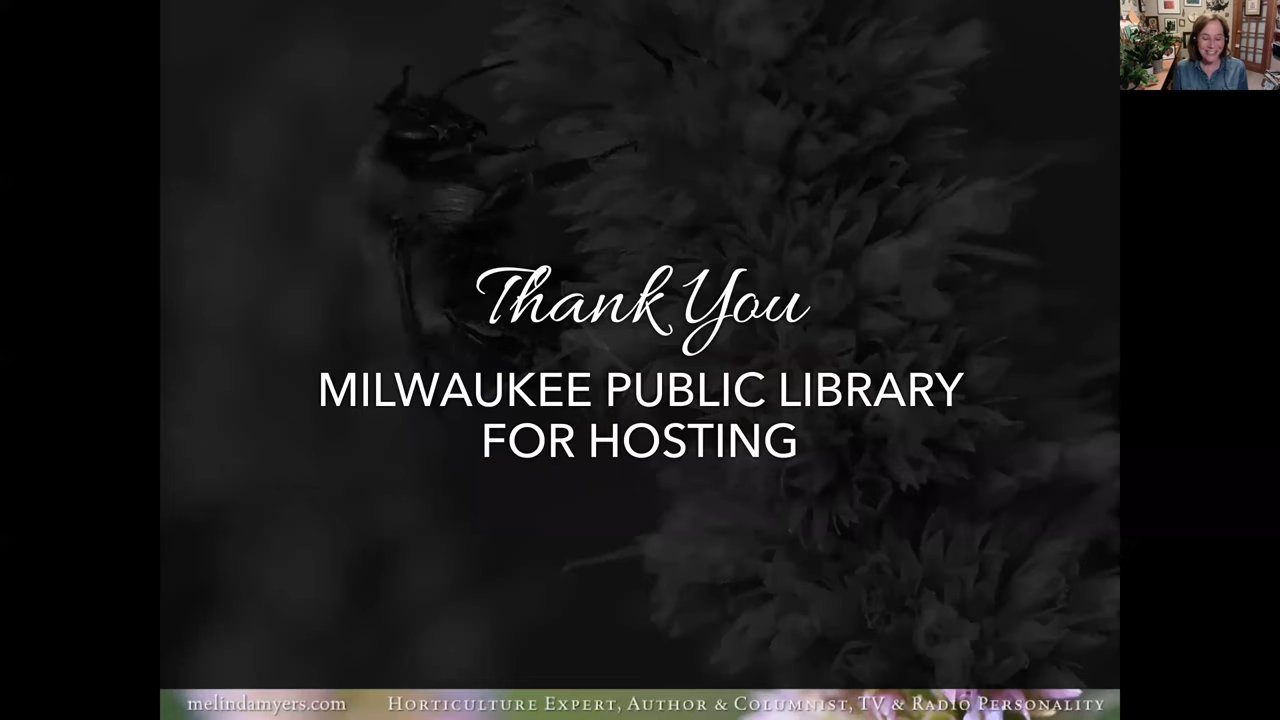 Thank You
MILWAUKEE PUBLIC LIBRARY
FOR HOSTING
melindamyers.com HORTICULTURE EXPERT, AUTHOR & COLUMNIST, TV & RADIO PERSONALITY